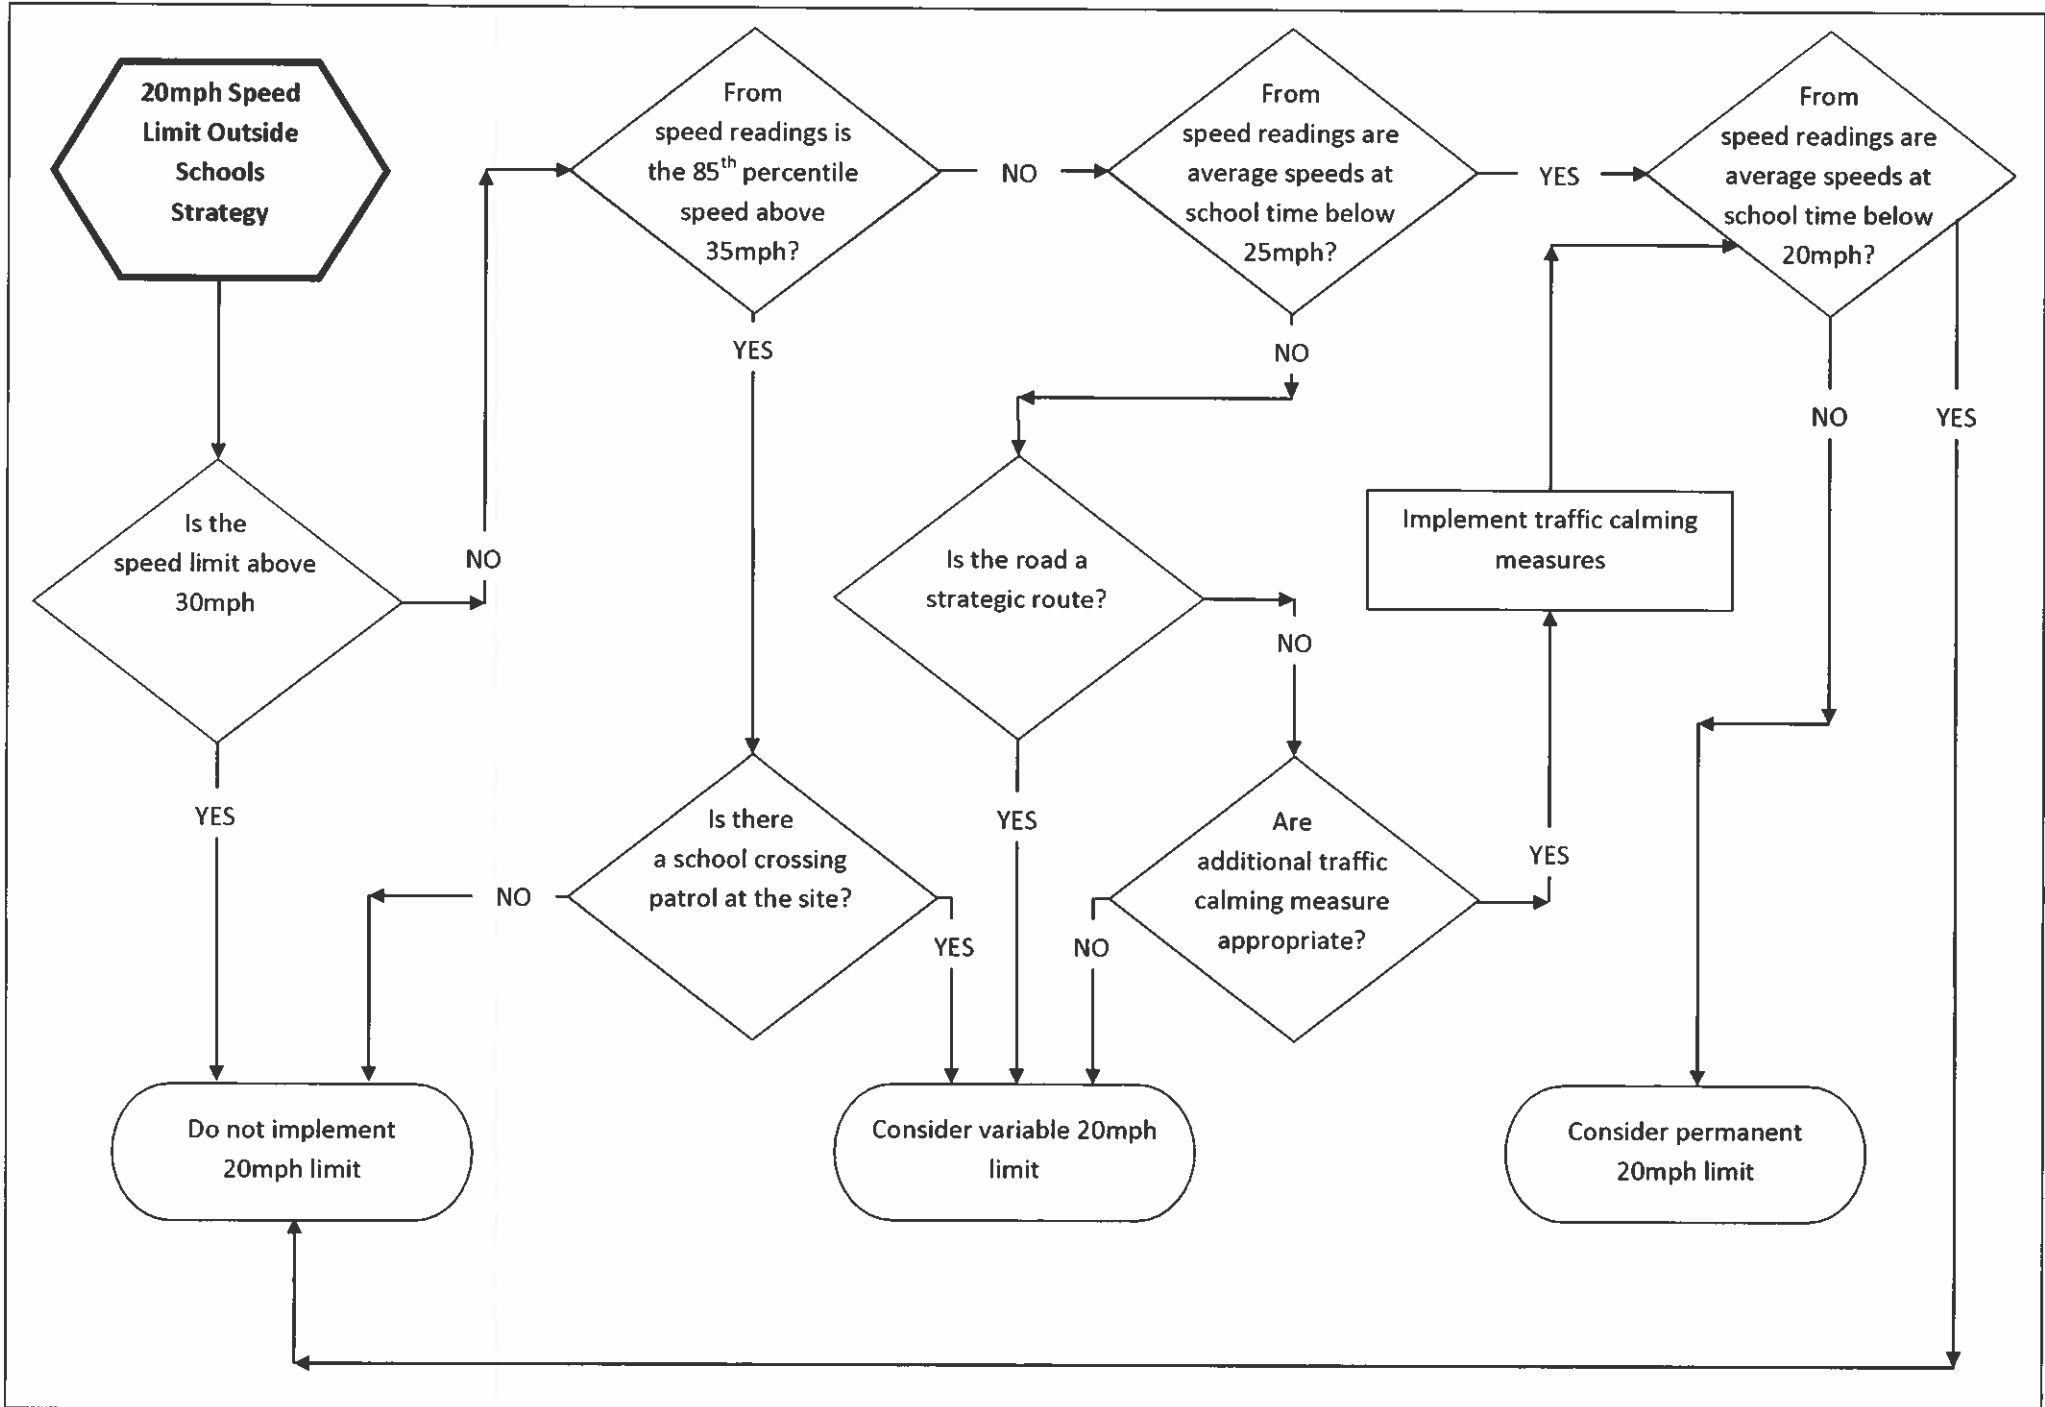 20mph Speed
Limit Outside
Schools
Strategy
From
speed readings is
the 85th percentile
speed above
35mph?
NO
From
speed readings are
average speeds at
school time below
25mph?
YES
From
speed readings are
average speeds at
school time below
20mph?
YES
NO
NO
YES
Is the
speed limit above
30mph
NO
Is the road a
strategic route?
NO
Implement traffic calming
measures
YES
YES
Is there
a school crossing
patrol at the site?
NO
YES
YES
Are
additional traffic
calming measure
appropriate?
NO
YES
Do not implement
20mph limit
Consider variable 20mph
limit
Consider permanent
20mph limit